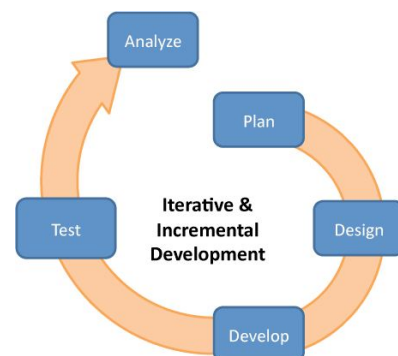 Analyze
Plan
Iterative &
Incremental
Development
Test
Design
Develop